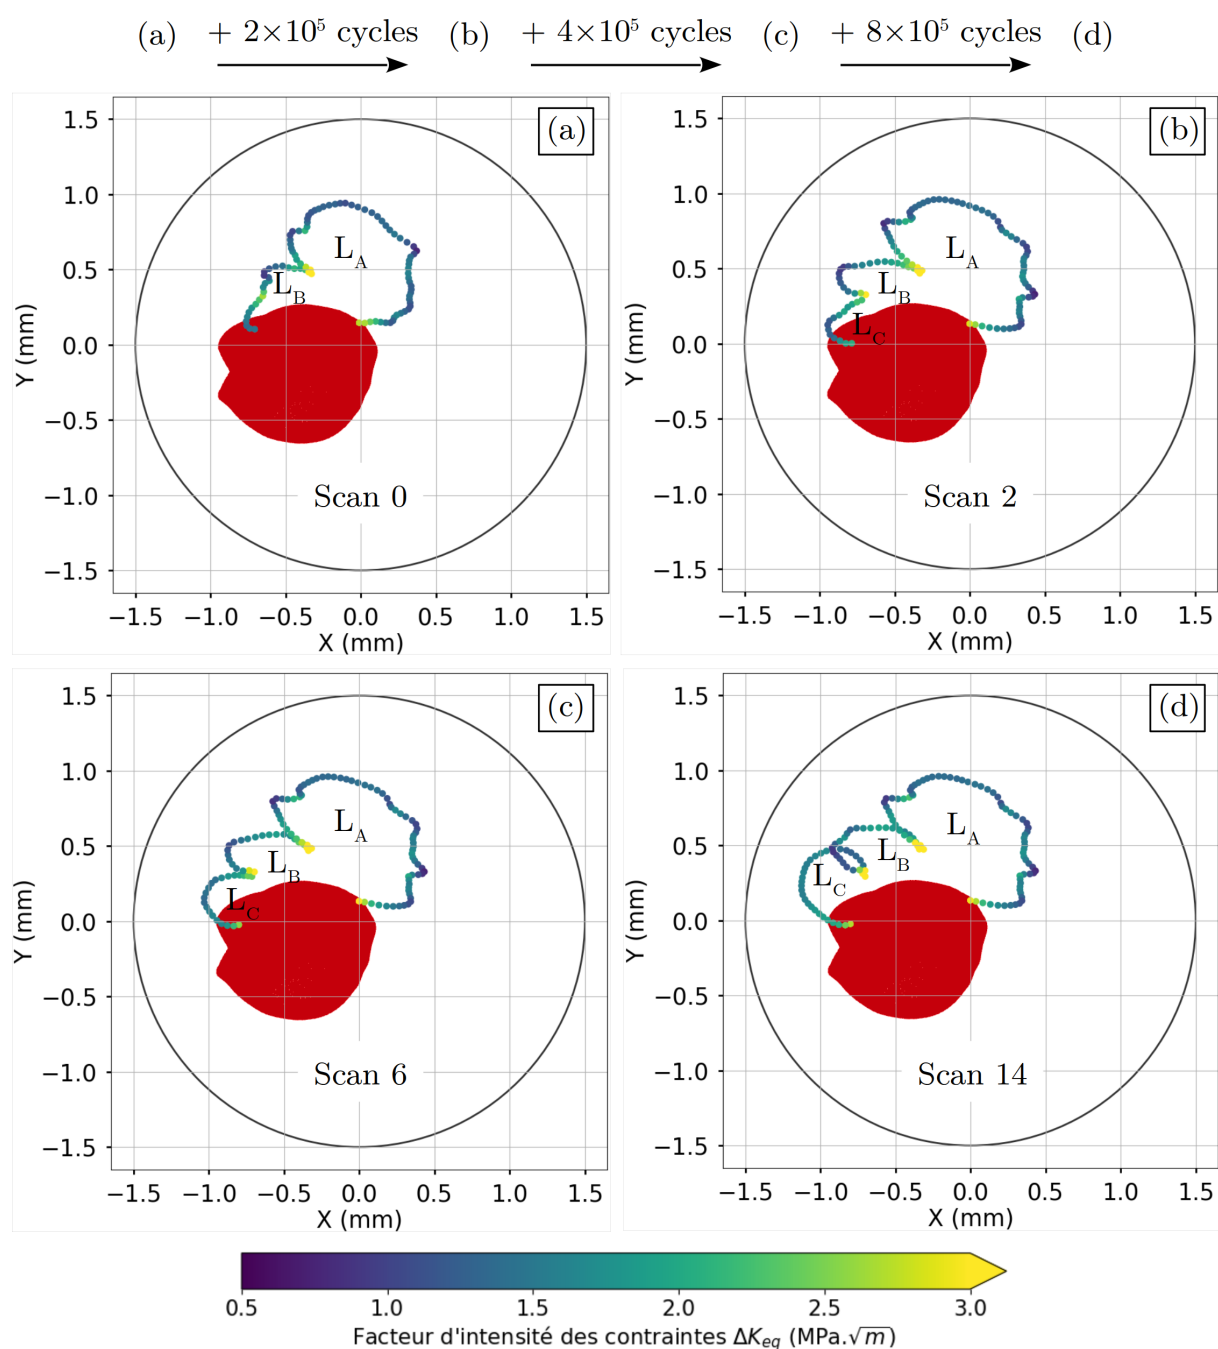 (a) + 2×10⁵ cycles (b) + 4×10⁵ cycles (c) + 8×10⁵ cycles (d)
(a)
1.5
1.0
0.5
0.0
−0.5
−1.0
−1.5
Y (mm)
L_A
L_B
Scan 0
−1.5 −1.0 −0.5 0.0 0.5 1.0 1.5
X (mm)
(b)
1.5
1.0
0.5
0.0
−0.5
−1.0
−1.5
Y (mm)
L_A
L_B
L_C
Scan 2
−1.5 −1.0 −0.5 0.0 0.5 1.0 1.5
X (mm)
(c)
1.5
1.0
0.5
0.0
−0.5
−1.0
−1.5
Y (mm)
L_A
L_B
L_C
Scan 6
−1.5 −1.0 −0.5 0.0 0.5 1.0 1.5
X (mm)
(d)
1.5
1.0
0.5
0.0
−0.5
−1.0
−1.5
Y (mm)
L_A
L_B
L_C
Scan 14
−1.5 −1.0 −0.5 0.0 0.5 1.0 1.5
X (mm)
0.5 1.0 1.5 2.0 2.5 3.0
Facteur d'intensité des contraintes ΔK_eq (MPa.√m)